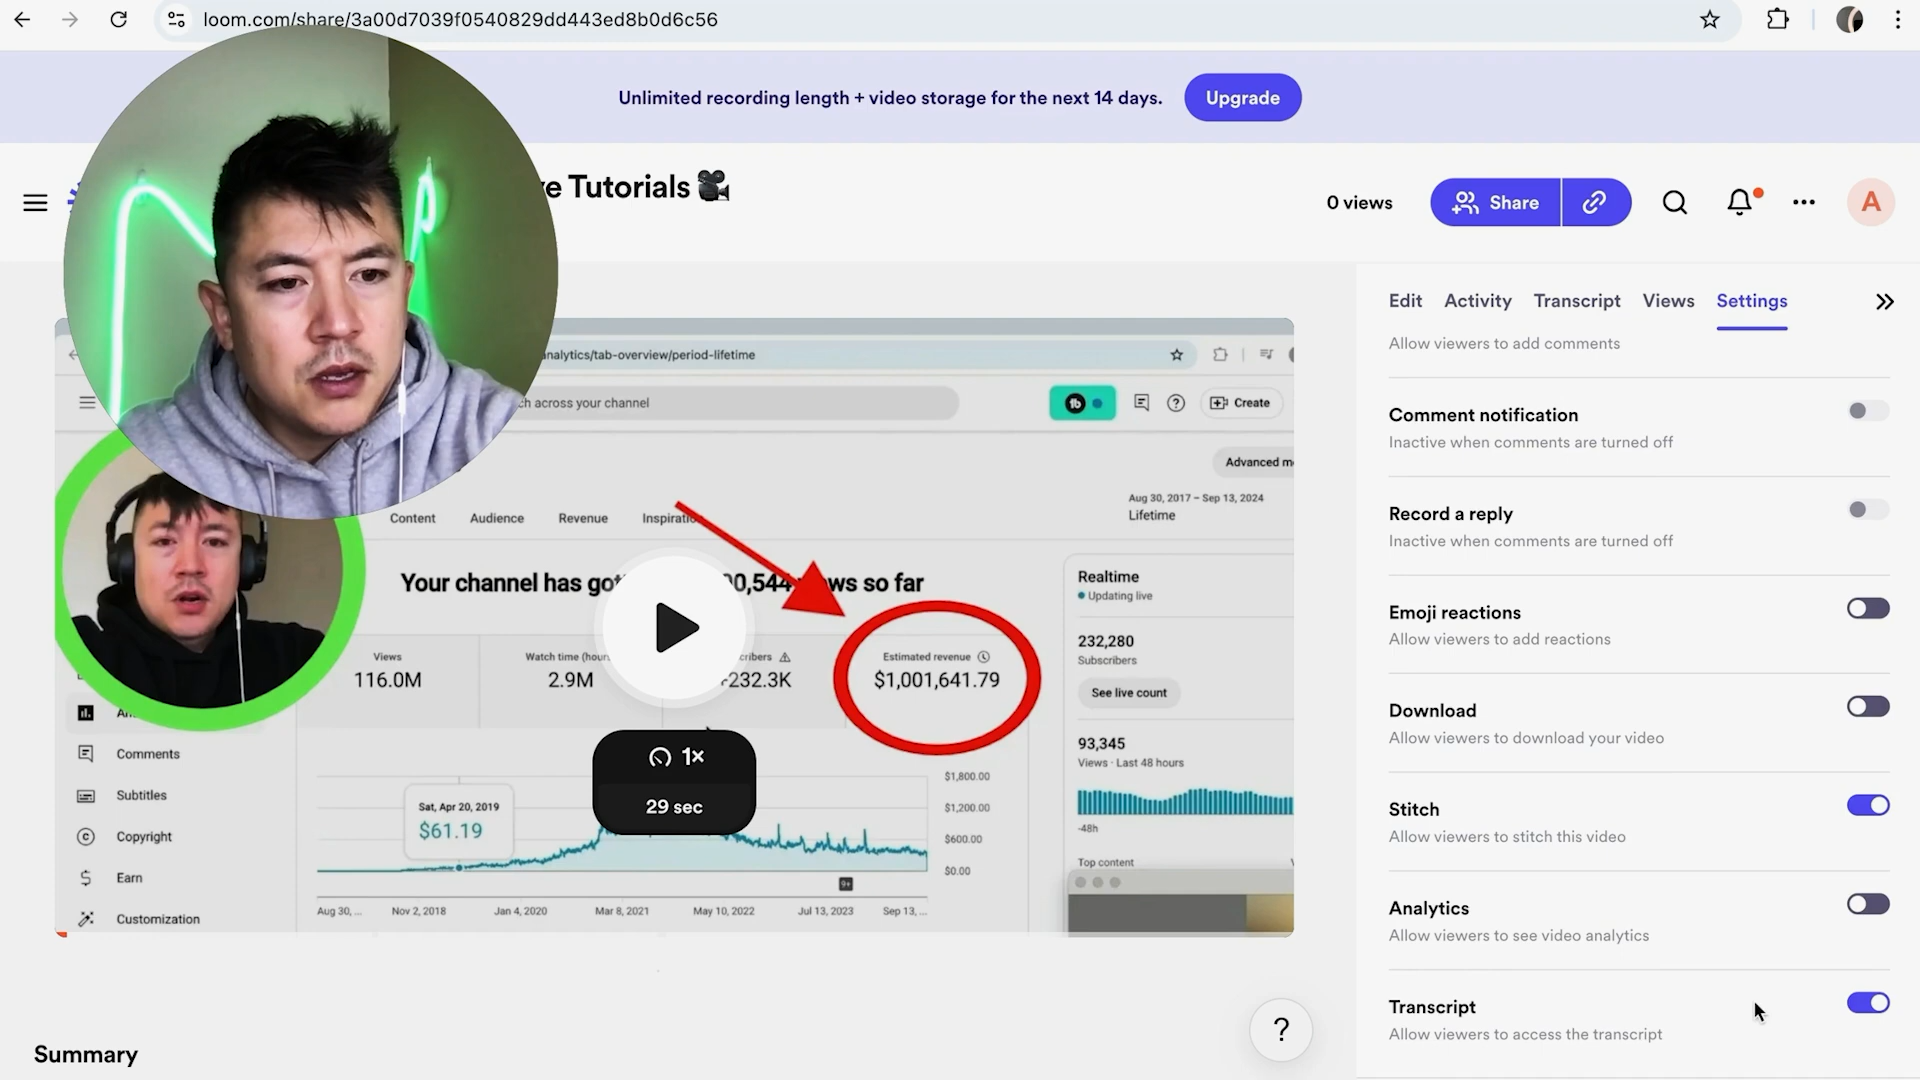 loom.com/share/3a00d7039f0540829dd443ed8b0d6c56
Unlimited recording length + video storage for the next 14 days.
Upgrade
Tutorials
0 views
Share
A
Edit
Activity
Transcript
Views
Settings
Allow viewers to add comments
Comment notification
Inactive when comments are turned off
Record a reply
Inactive when comments are turned off
Emoji reactions
Allow viewers to add reactions
Download
Allow viewers to download your video
Stitch
Allow viewers to stitch this video
Analytics
Allow viewers to see video analytics
Transcript
Allow viewers to access the transcript
analytics/tab-overview/period-lifetime
across your channel
Create
Advanced
Aug 30, 2017 – Sep 13, 2024
Lifetime
Content
Audience
Revenue
Your channel has so far
Views
116.0M
Watch time
2.9M
232.3K
Estimated revenue
$1,001,641.79
Realtime
Updating live
232,280
Subscribers
See live count
93,345
Views · Last 48 hours
-48h
Top content
1×
29 sec
Sat, Apr 20, 2019
$61.19
$1,800.00
$1,200.00
$600.00
$0.00
9+
Aug 30, ...
Nov 2, 2018
Jan 4, 2020
Mar 8, 2021
May 10, 2022
Jul 13, 2023
Sep 13, ...
Comments
Subtitles
Copyright
Earn
Customization
?
Summary